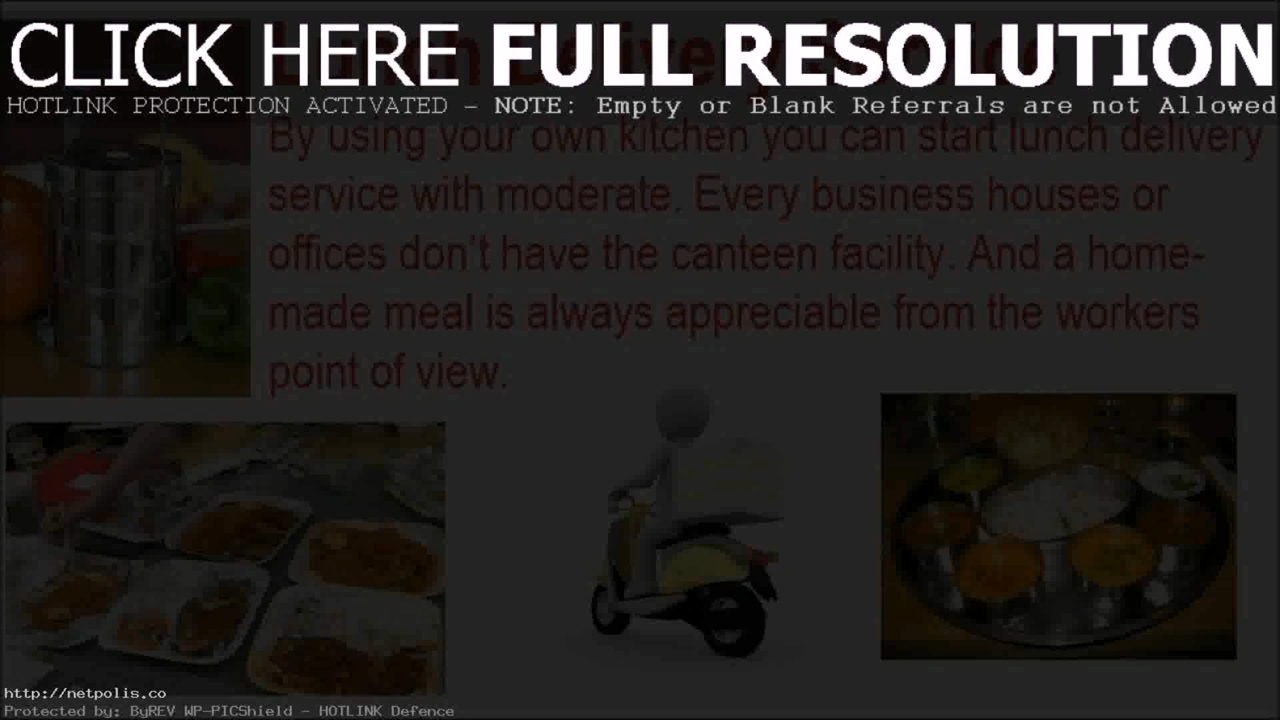 CLICK HERE FULL RESOLUTION
HOTLINK PROTECTION ACTIVATED – NOTE: Empty or Blank Referrals are not Allowed
By using your own kitchen you can start lunch delivery
service with moderate. Every business houses or
offices don't have the canteen facility. And a home-
made meal is always appreciable from the workers
point of view.
http://netpolis.co
Protected by: ByREV WP-PICShield – HOTLINK Defence